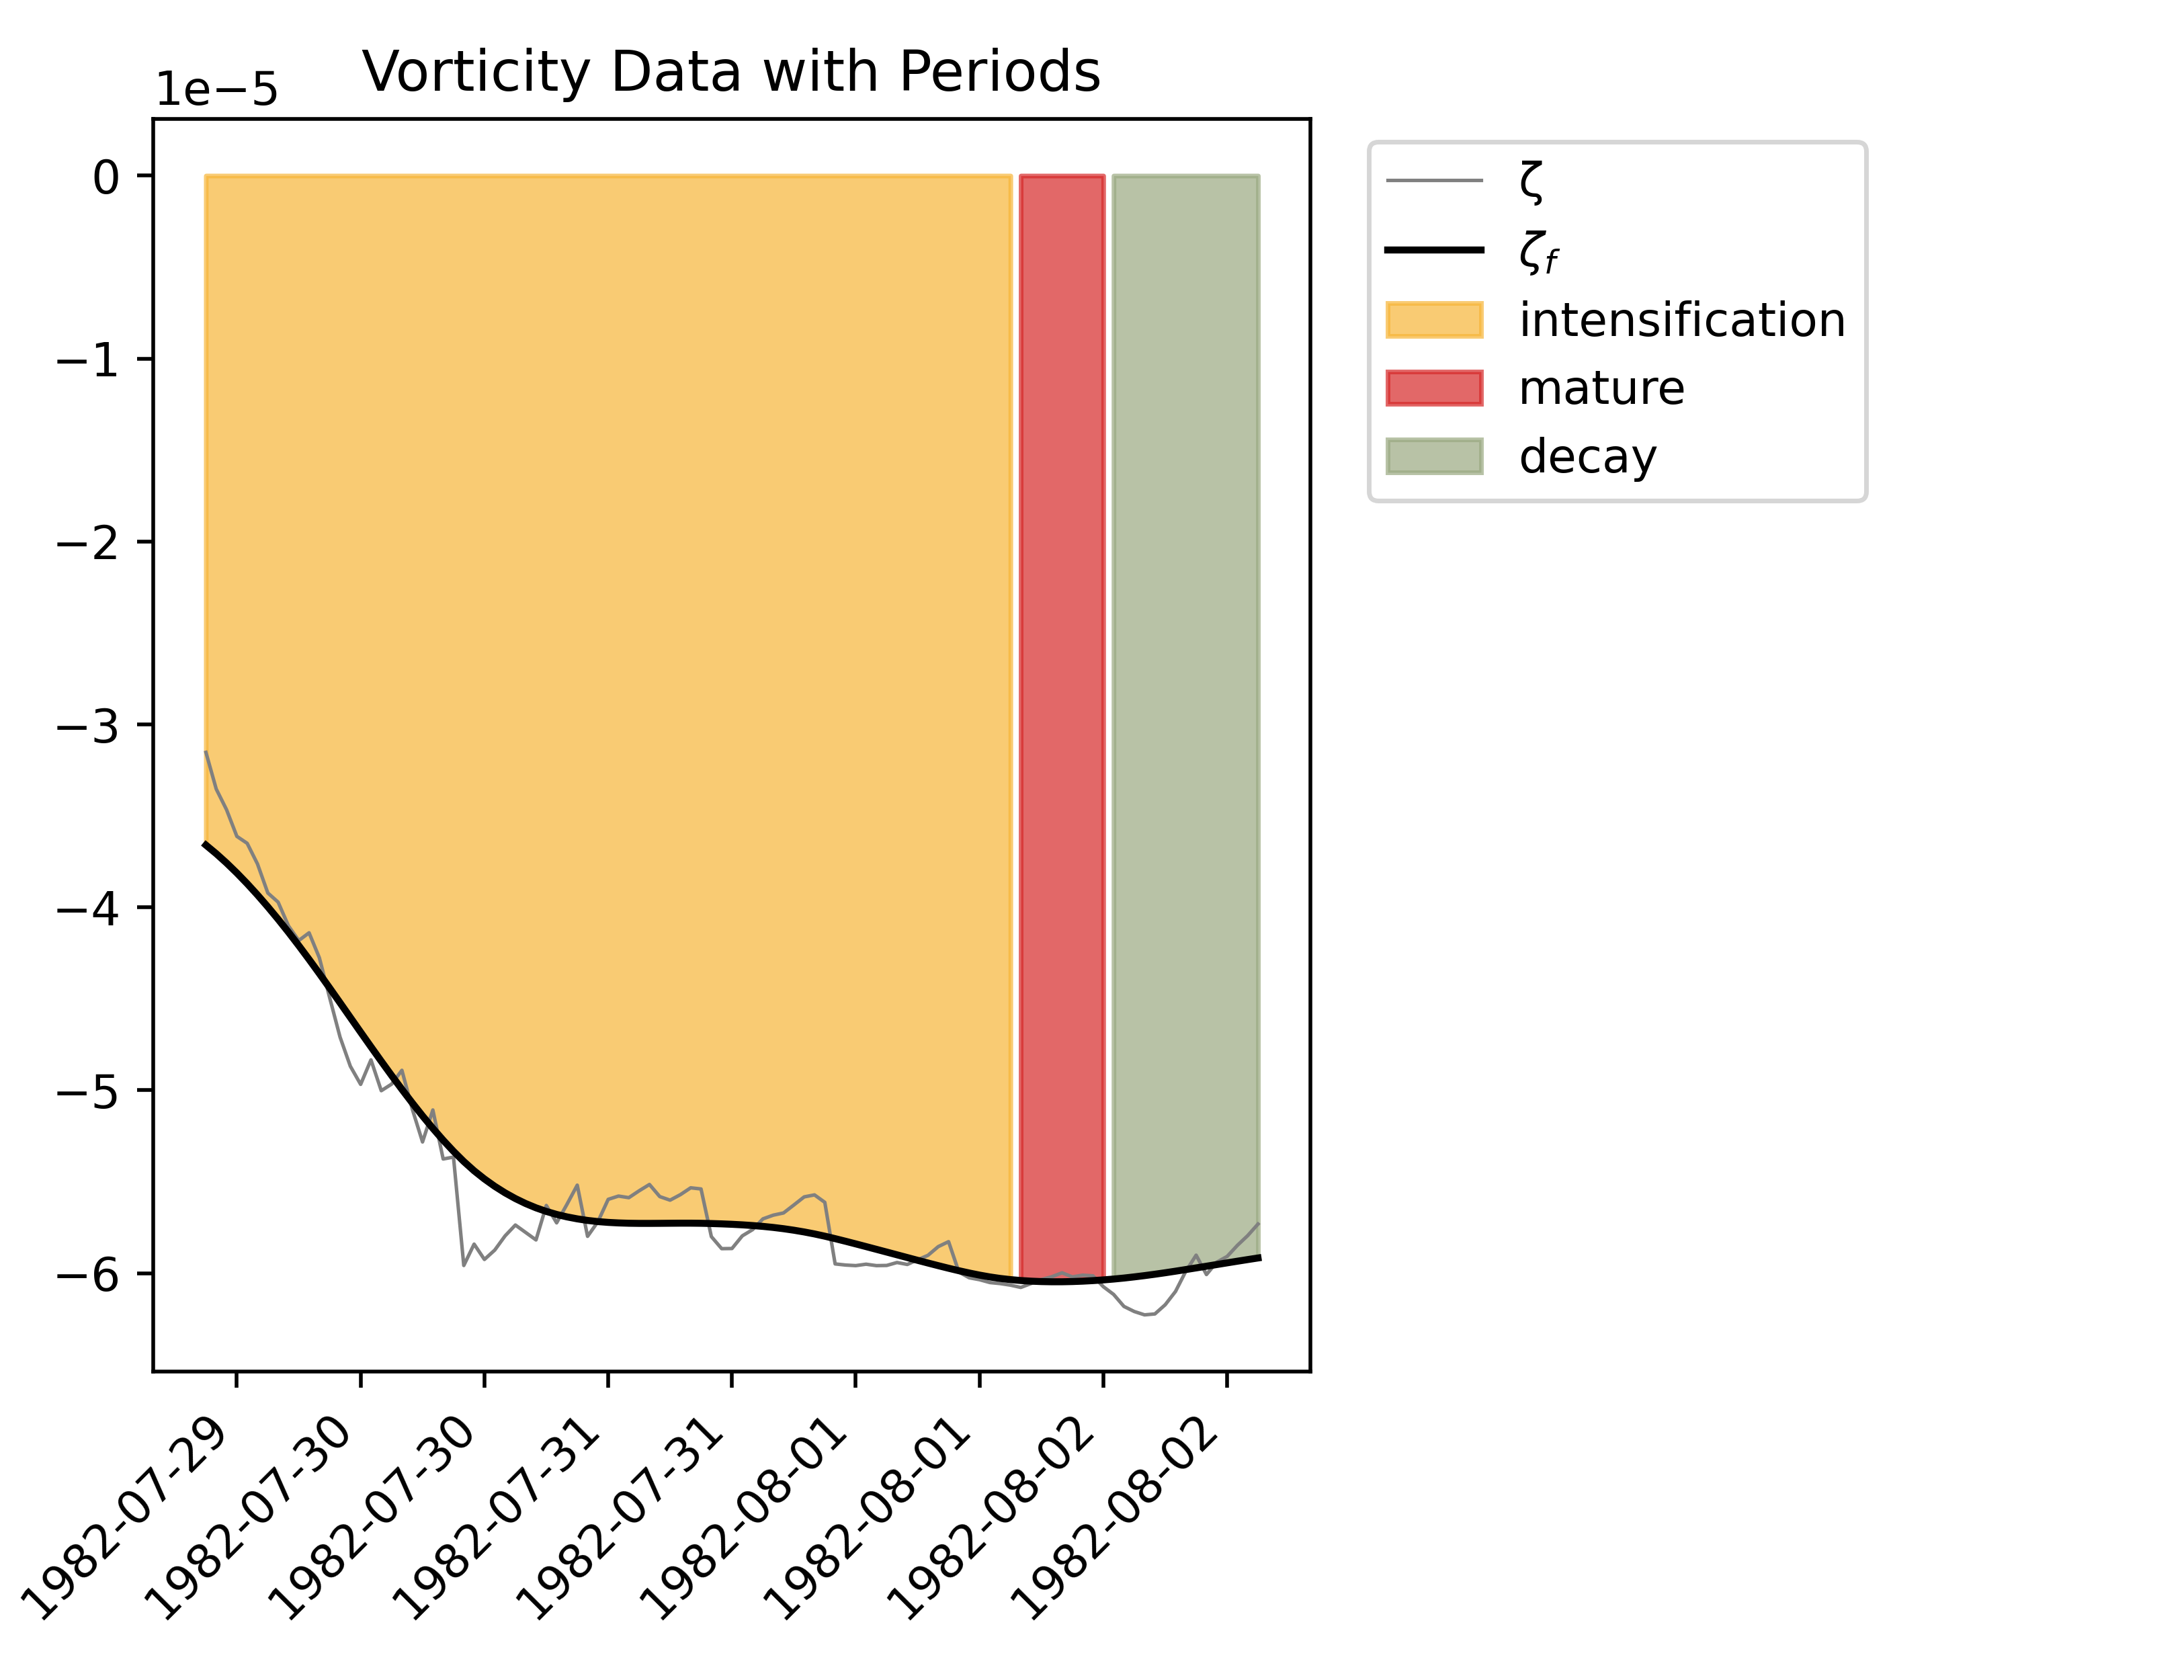 Vorticity Data with Periods
1e−5
0
−1
−2
−3
−4
−5
−6
1982-07-29
1982-07-30
1982-07-30
1982-07-31
1982-07-31
1982-08-01
1982-08-01
1982-08-02
1982-08-02
ζ
ζf
intensification
mature
decay